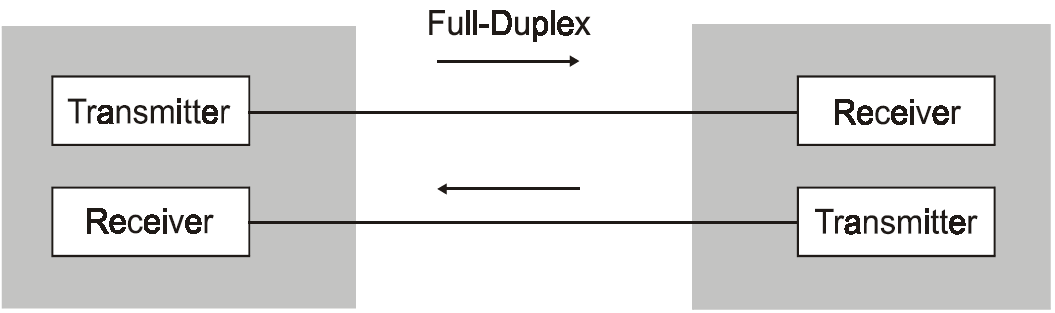 Full-Duplex
Transmitter
Receiver
Receiver
Transmitter